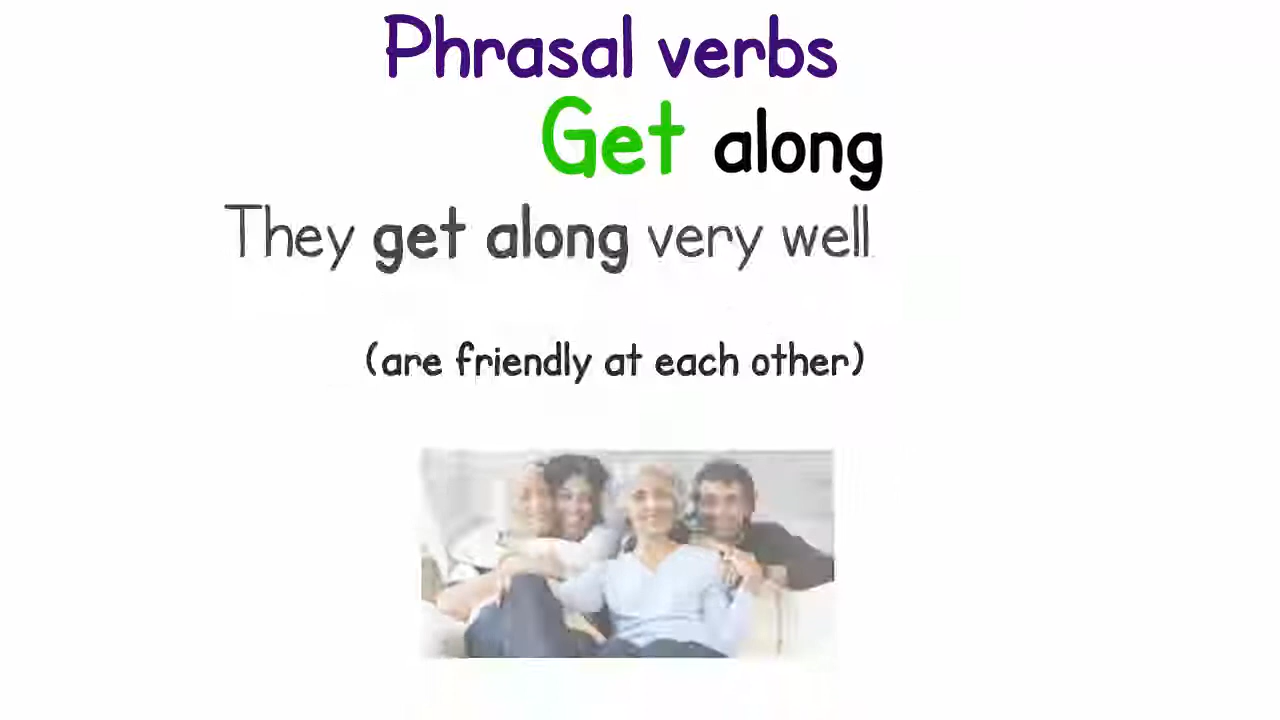 Phrasal verbs
Get along
They get along very well
(are friendly at each other)